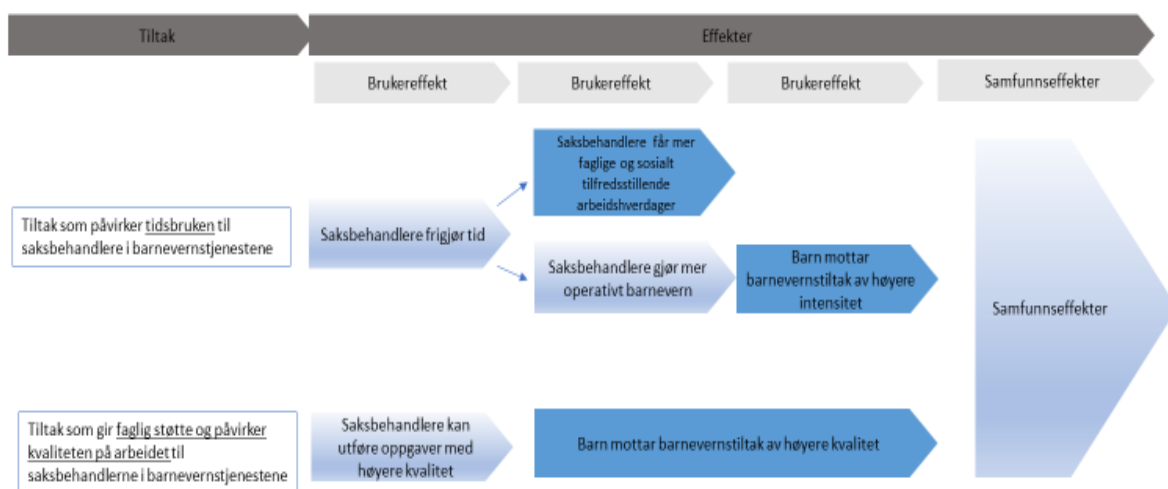 Tiltak
Effekter
Brukereffekt
Brukereffekt
Brukereffekt
Samfunnseffekter
Tiltak som påvirker tidsbruken til
saksbehandlere i barnevernstjenestene
Saksbehandlere frigjør tid
Saksbehandlere får mer
faglige og sosialt
tilfredsstillende
arbeidshverdager
Saksbehandlere gjør mer
operativt barnevern
Barn mottar
barnevernstiltak av høyere
intensitet
Samfunnseffekter
Tiltak som gir faglig støtte og påvirker
kvaliteten på arbeidet til
saksbehandlerne i barnevernstjenestene
Saksbehandlere kan
utføre oppgaver med
høyere kvalitet
Barn mottar barnevernstiltak av høyere kvalitet